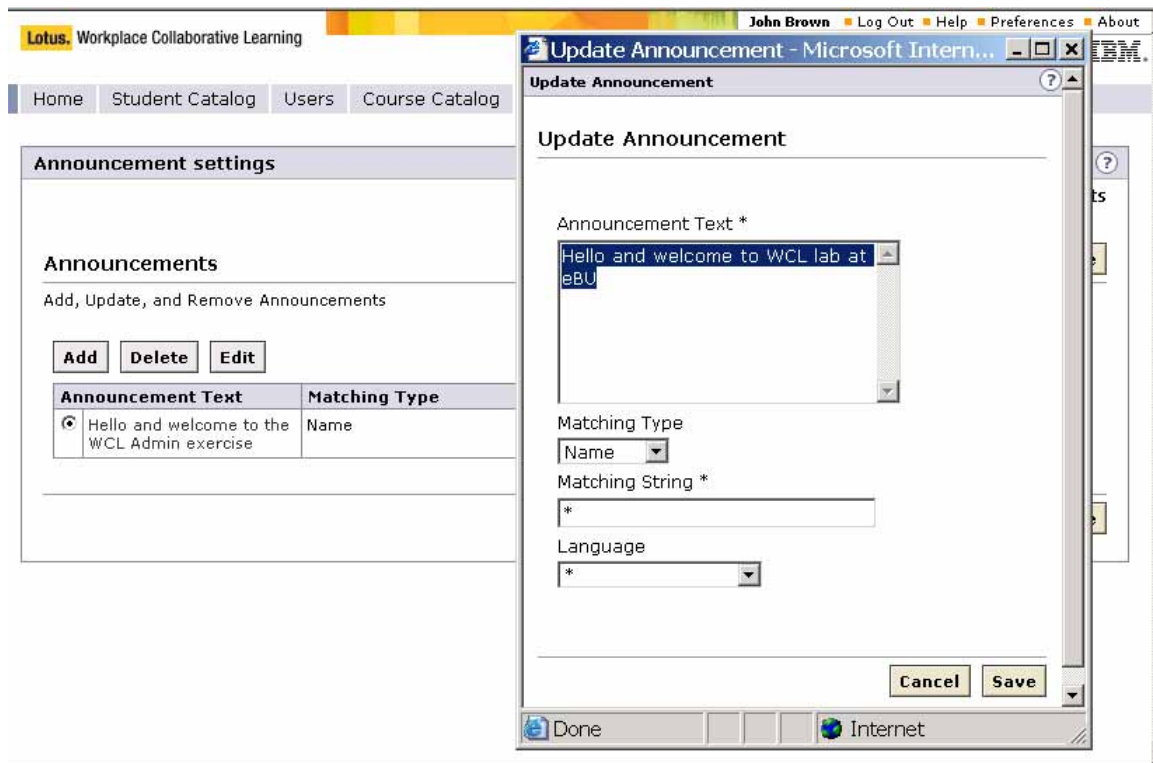 John Brown Log Out Help Preferences About
Lotus. Workplace Collaborative Learning
IBM.
Home Student Catalog Users Course Catalog
Announcement settings
?
ts
Announcements
Add, Update, and Remove Announcements
Add Delete Edit
Announcement Text Matching Type
Hello and welcome to the Name
WCL Admin exercise
Update Announcement - Microsoft Intern...
Update Announcement
?
Update Announcement
Announcement Text *
Hello and welcome to WCL lab at
eBU
Matching Type
Name
Matching String *
*
Language
*
Cancel Save
Done Internet